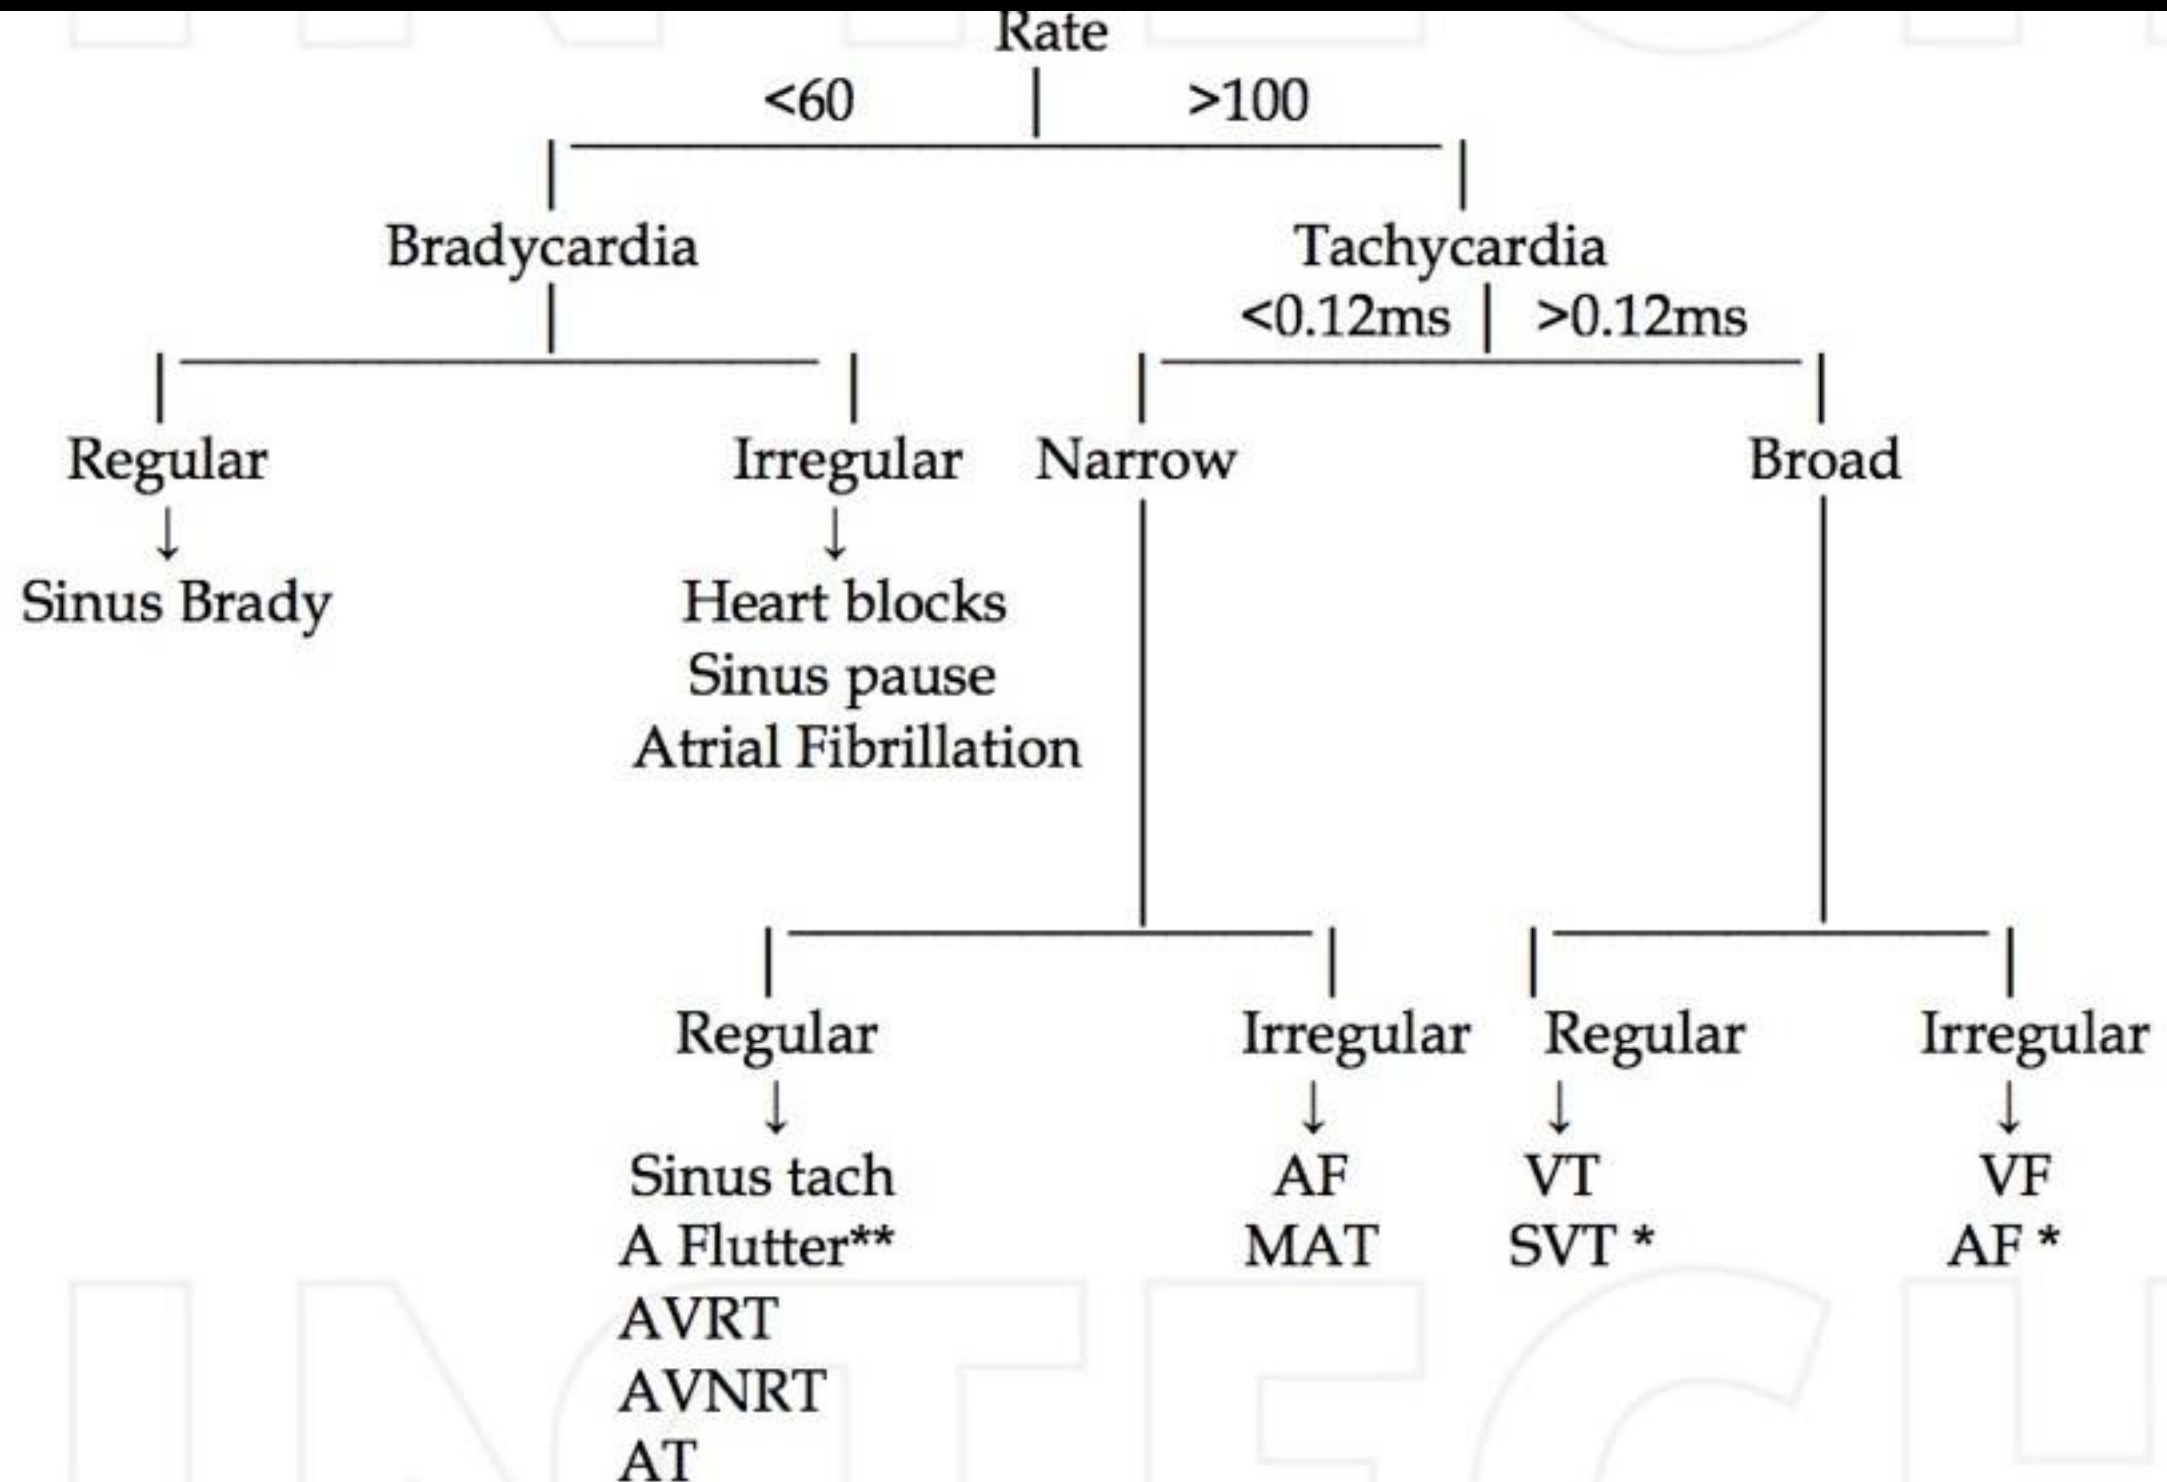 Rate
<60 >100
Bradycardia Tachycardia
<0.12ms >0.12ms
Regular Irregular Narrow Broad
Sinus Brady Heart blocks
Sinus pause
Atrial Fibrillation
Regular Irregular Regular Irregular
Sinus tach AF VT VF
A Flutter** MAT SVT * AF *
AVRT
AVNRT
AT